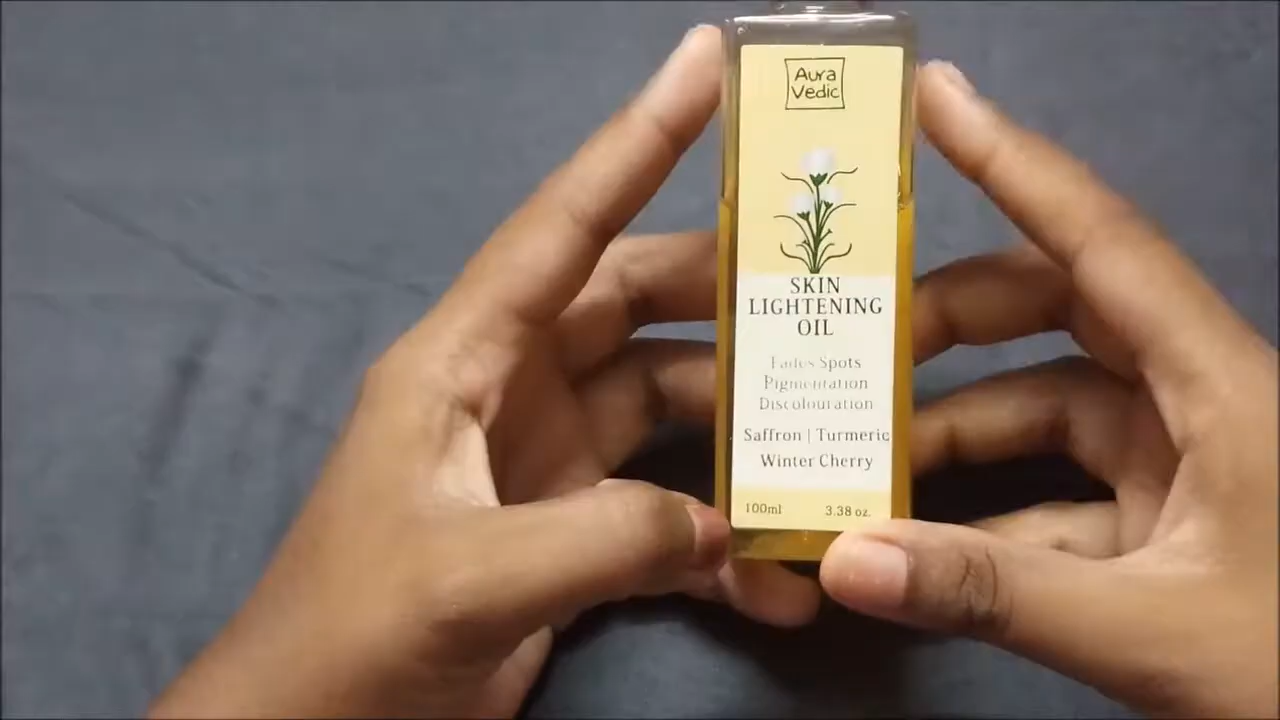 Aura
Vedic
SKIN
LIGHTENING
OIL
Fades Spots
Pigmentation
Discolouration
Saffron | Turmeric
Winter Cherry
100ml 3.38 oz.